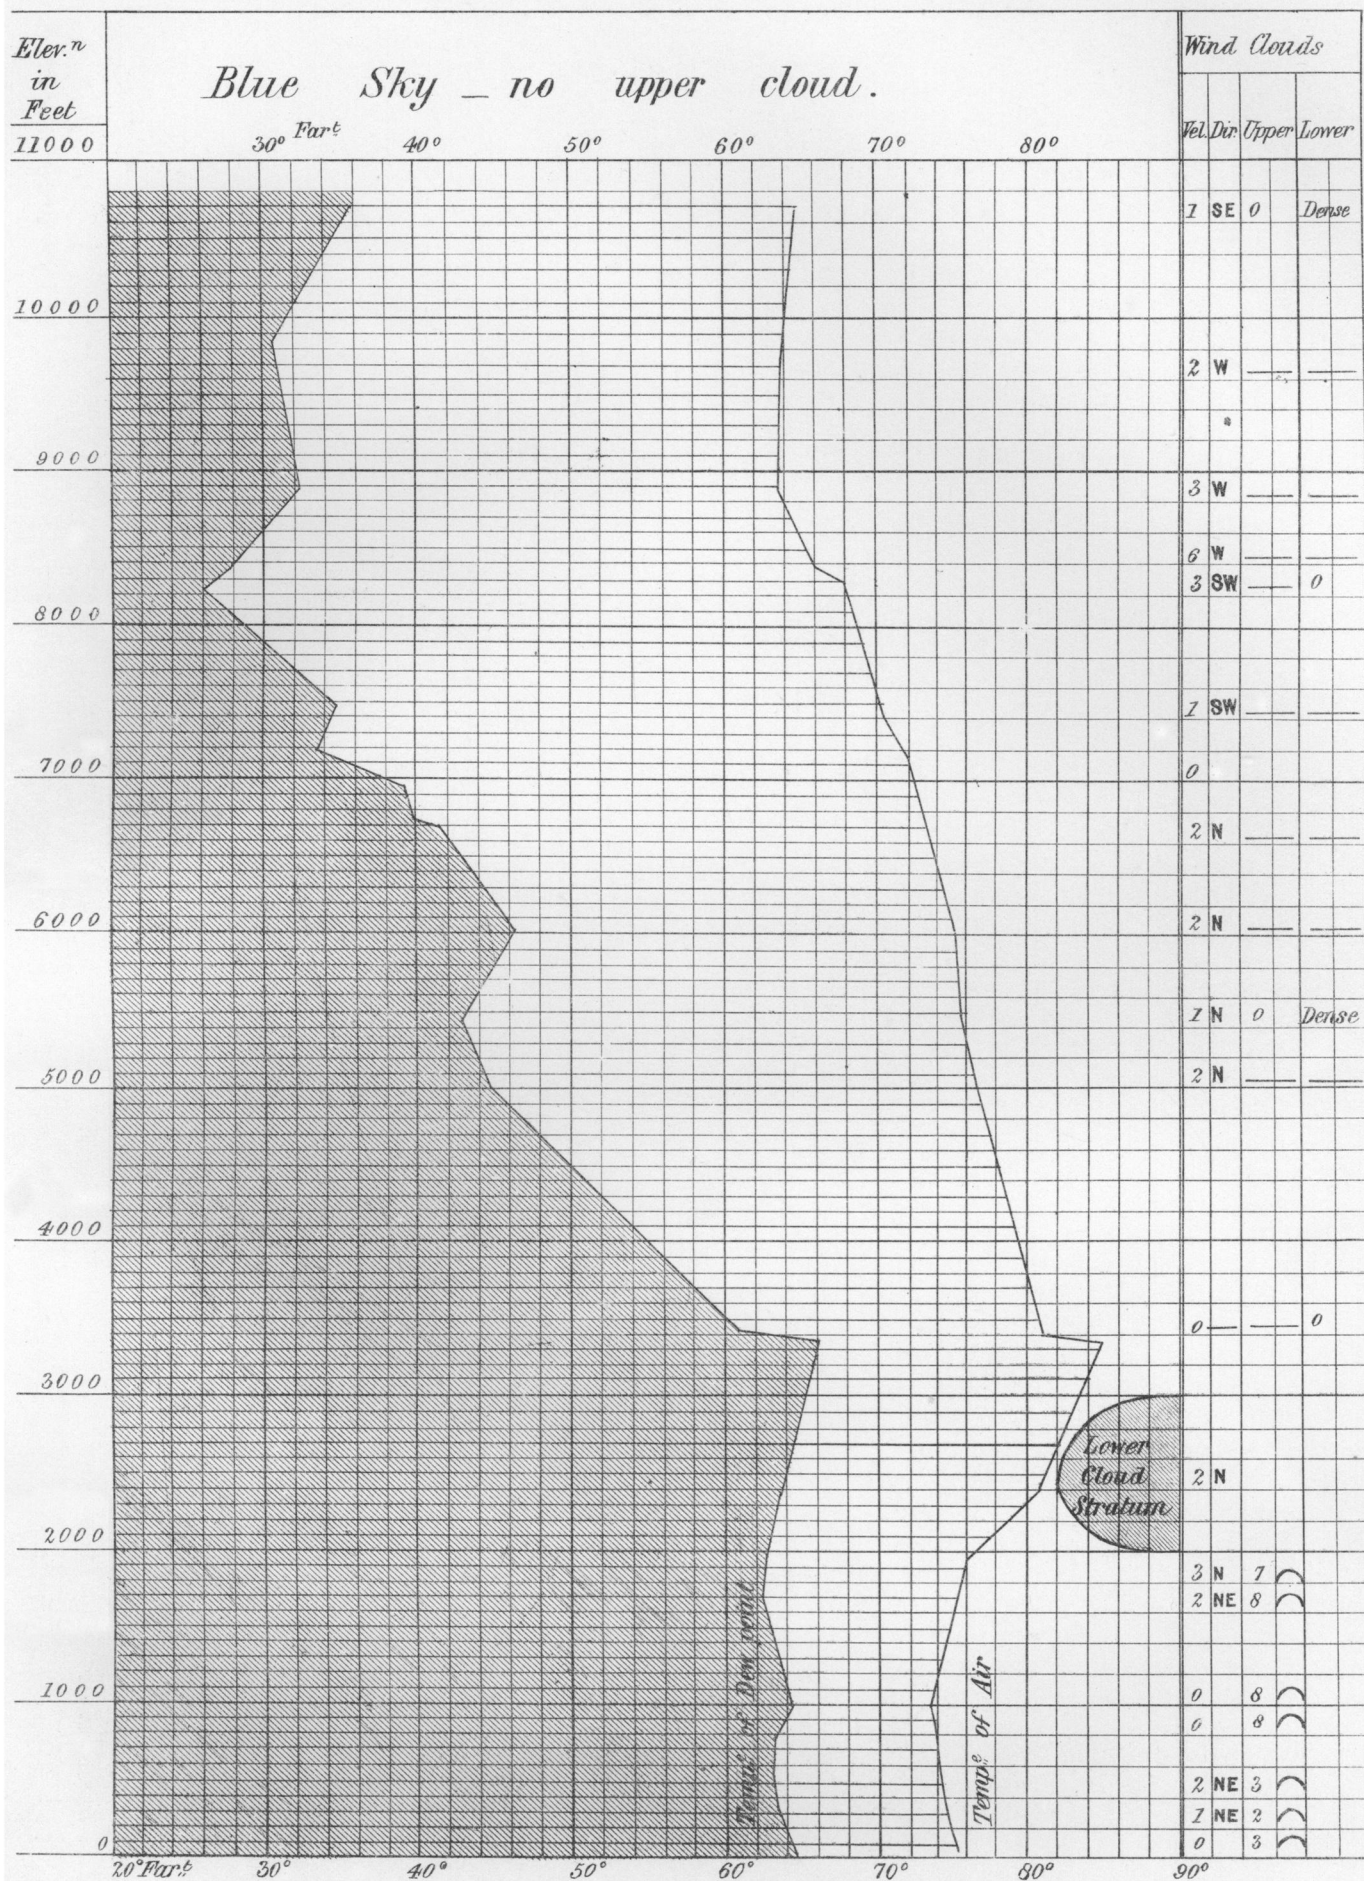 Elev.n
in
Feet
Blue Sky _ no upper cloud.
Wind Clouds
Vel. Dir. Upper Lower
11000 30° Fart 40° 50° 60° 70° 80°
1 SE 0 Dense
10000
2 W — —
9000
3 W — —
6 W — —
3 SW — 0
8000
1 SW — —
7000
0
2 N — —
6000
2 N — —
1 N 0 Dense
5000
2 N — —
4000
0 — — 0
3000
Lower
Cloud
Stratum
2 N
2000
3 N 7
2 NE 8
Temp.e of Dew point
Temp.e of Air
1000
0 8
0 8
2 NE 3
1 NE 2
0
0 3
20° Far.t 30° 40° 50° 60° 70° 80° 90°